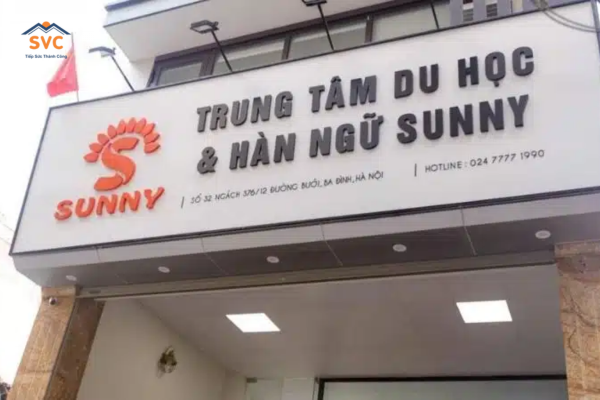 SVC
Tiếp Sức Thành Công
TRUNG TÂM DU HỌC
& HÀN NGỮ SUNNY
SUNNY
SỐ 32, NGÁCH 376/12 ĐƯỜNG BƯỞI, BA ĐÌNH, HÀ NỘI
HOTLINE : 024 7777 1990